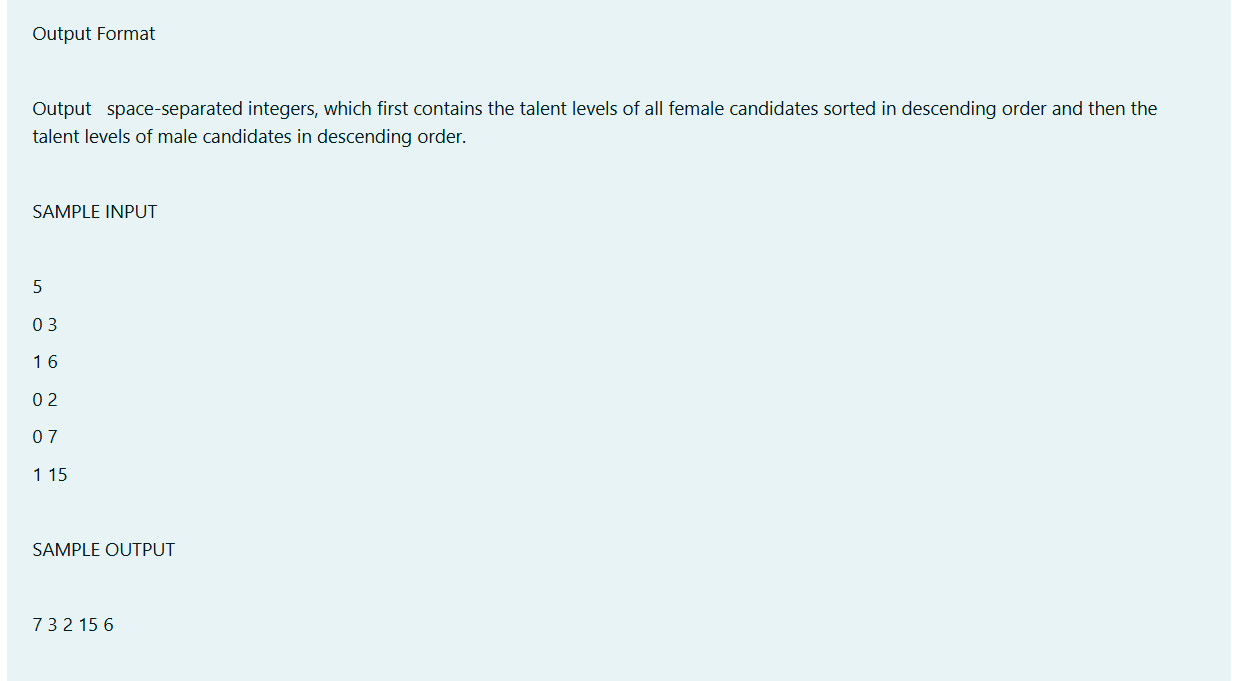 Output Format
Output space-separated integers, which first contains the talent levels of all female candidates sorted in descending order and then the
talent levels of male candidates in descending order.
SAMPLE INPUT
5
0 3
1 6
0 2
0 7
1 15
SAMPLE OUTPUT
7 3 2 15 6